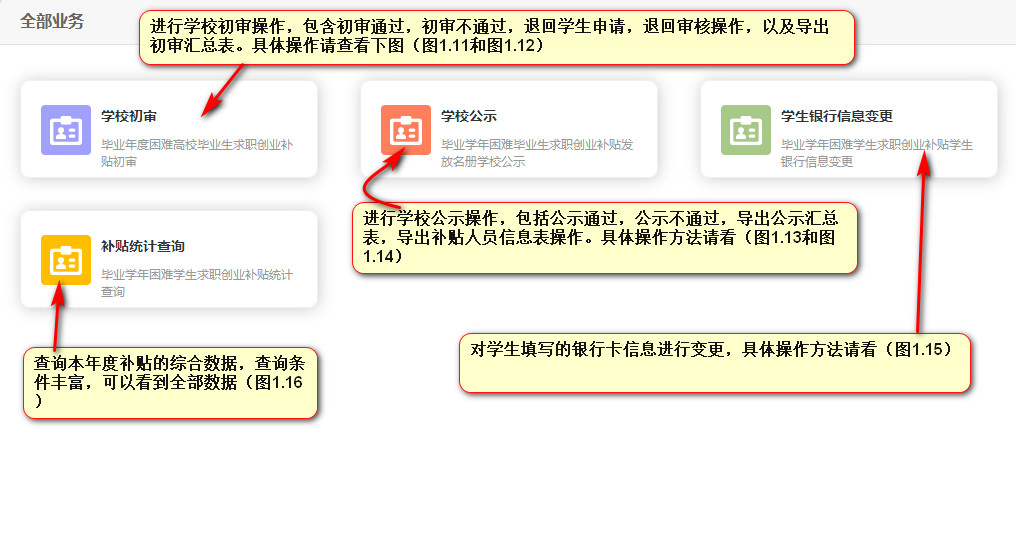 全部业务
进行学校初审操作，包含初审通过，初审不通过，退回学生申请，退回审核操作，以及导出
初审汇总表。具体操作请查看下图（图1.11和图1.12）
学校初审
毕业年度困难高校毕业生求职创业补
贴初审
学校公示
毕业学年困难毕业生求职创业补贴发
放名册学校公示
学生银行信息变更
毕业学年困难学生求职创业补贴学生
银行信息变更
进行学校公示操作，包括公示通过，公示不通过，导出公示汇总
表，导出补贴人员信息表操作。具体操作方法请看（图1.13和图
1.14）
补贴统计查询
毕业学年困难学生求职创业补贴统计
查询
对学生填写的银行卡信息进行变更，具体操作方法请看（图1.15）
查询本年度补贴的综合数据，查询条
件丰富，可以看到全部数据（图1.16
）